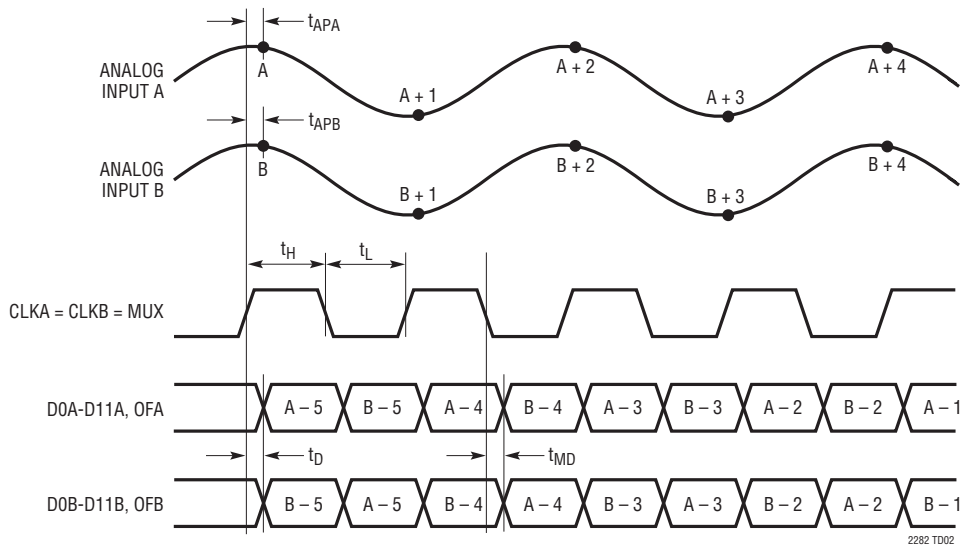 tAPA
ANALOG
INPUT A
A
A + 1
A + 2
A + 3
A + 4
tAPB
ANALOG
INPUT B
B
B + 1
B + 2
B + 3
B + 4
tH
tL
CLKA = CLKB = MUX
D0A-D11A, OFA
A – 5
B – 5
A – 4
B – 4
A – 3
B – 3
A – 2
B – 2
A – 1
tD
tMD
D0B-D11B, OFB
B – 5
A – 5
B – 4
A – 4
B – 3
A – 3
B – 2
A – 2
B – 1
2282 TD02